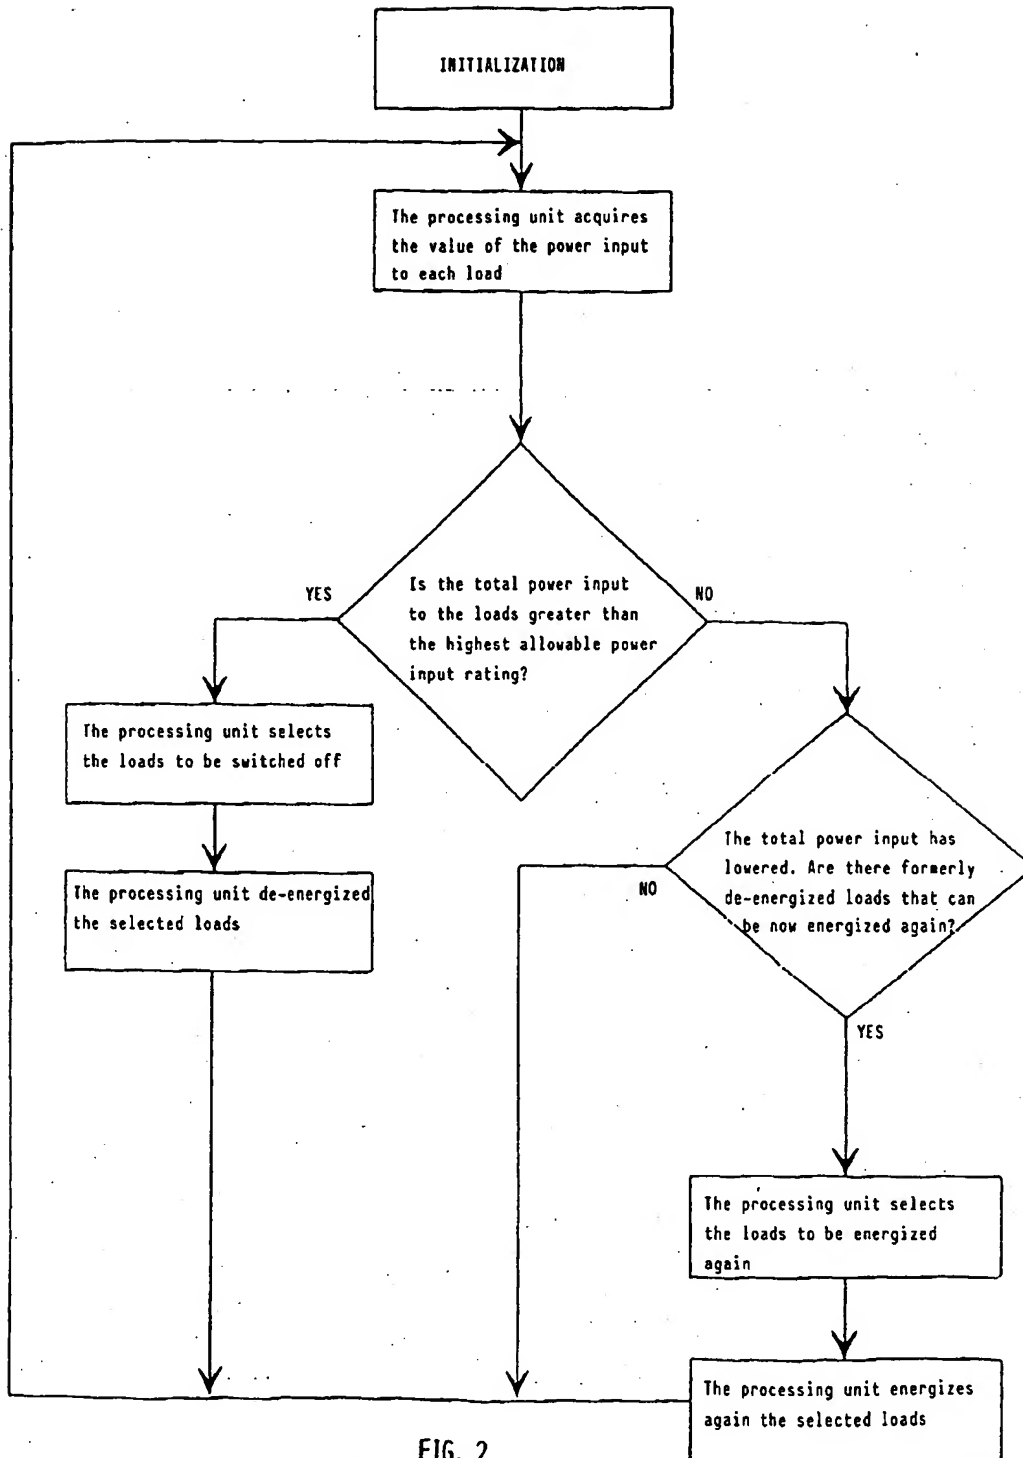 INITIALIZATION
The processing unit acquires
the value of the power input
to each load
Is the total power input
to the loads greater than
the highest allowable power
input rating?
YES
NO
The processing unit selects
the loads to be switched off
The processing unit de-energized
the selected loads
The total power input has
lowered. Are there formerly
de-energized loads that can
be now energized again?
NO
YES
The processing unit selects
the loads to be energized
again
The processing unit energizes
again the selected loads
FIG. 2